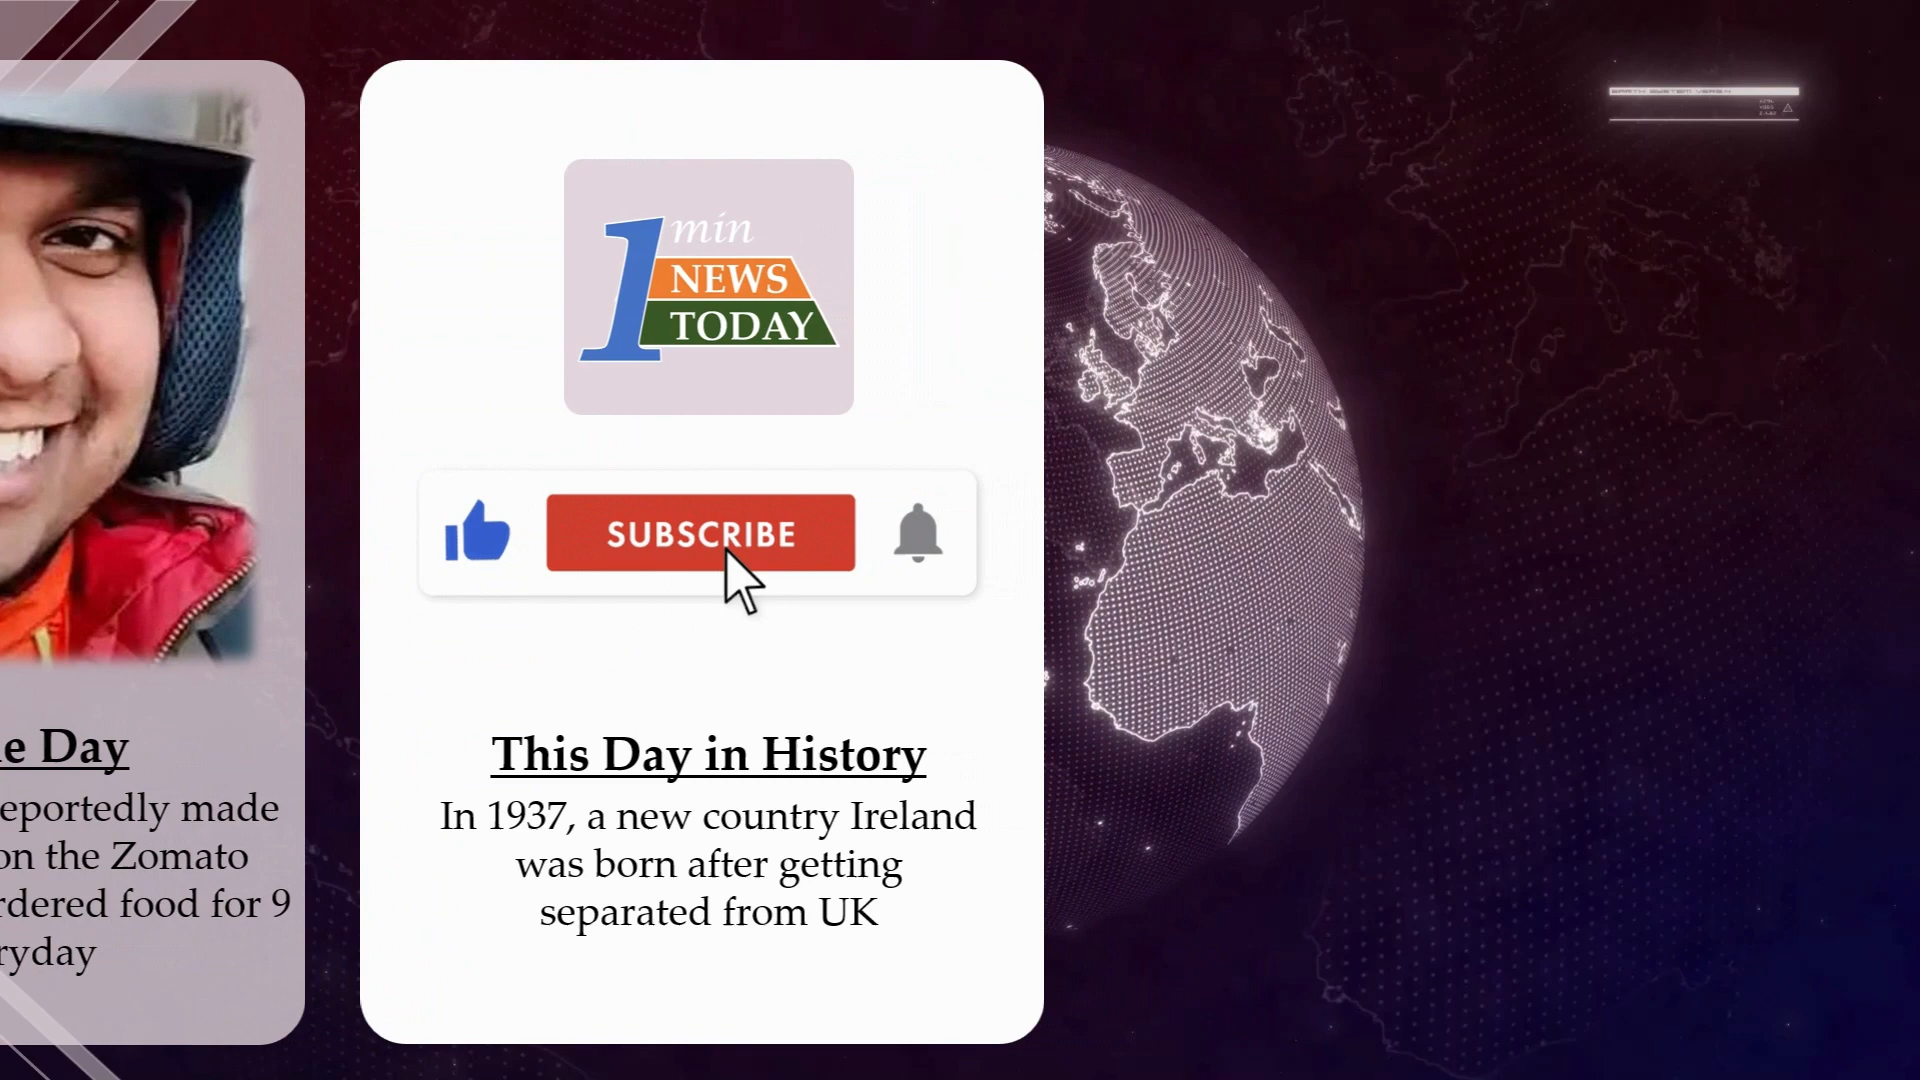 e Day
eportedly made
on the Zomato
rdered food for 9
ryday
1 min
NEWS
TODAY
SUBSCRIBE
This Day in History
In 1937, a new country Ireland
was born after getting
separated from UK